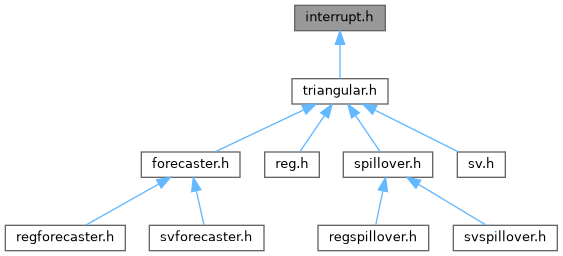 interrupt.h
triangular.h
forecaster.h
reg.h
spillover.h
sv.h
regforecaster.h
svforecaster.h
regspillover.h
svspillover.h